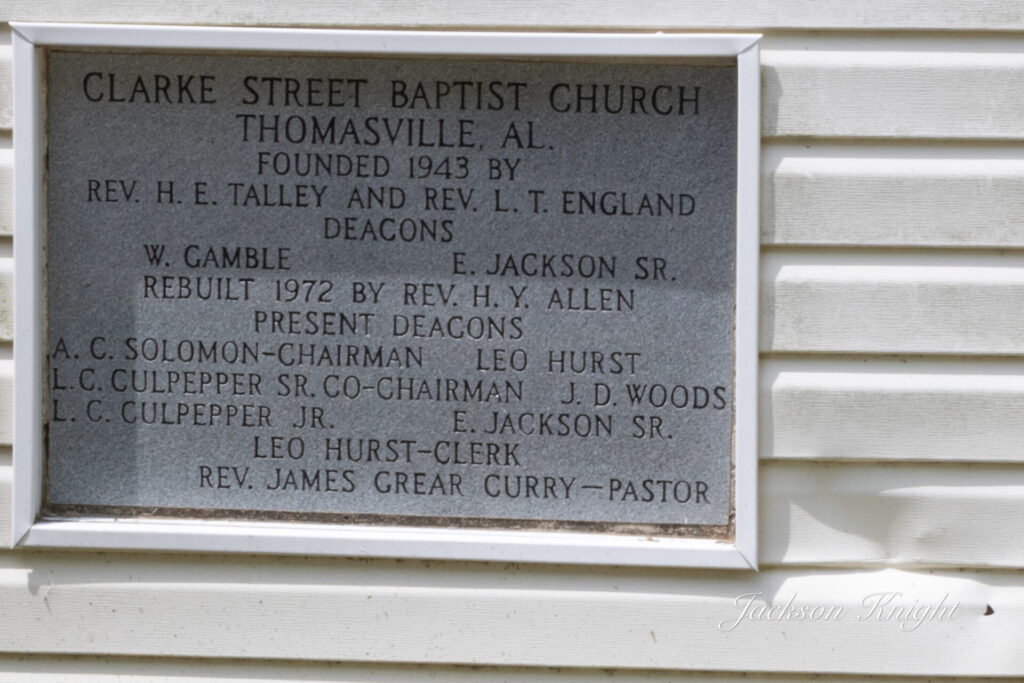 CLARKE STREET BAPTIST CHURCH
THOMASVILLE, AL.
FOUNDED 1943 BY
REV. H. E. TALLEY AND REV. L. T. ENGLAND
DEACONS
W. GAMBLE E. JACKSON SR.
REBUILT 1972 BY REV. H. Y. ALLEN
PRESENT DEACONS
A. C. SOLOMON-CHAIRMAN LEO HURST
L. C. CULPEPPER SR. CO-CHAIRMAN J. D. WOODS
L. C. CULPEPPER JR. E. JACKSON SR.
LEO HURST-CLERK
REV. JAMES GREAR CURRY—PASTOR
Jackson Knight